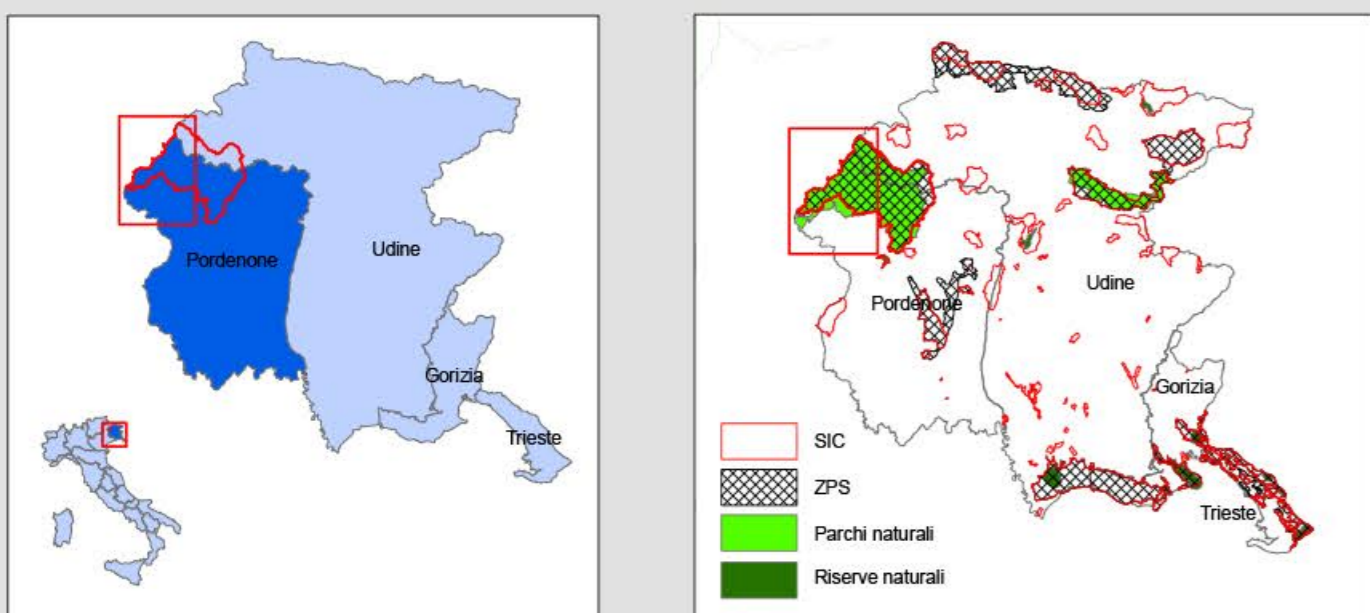 Pordenone
Udine
Gorizia
Trieste
Pordenone
Udine
Gorizia
Trieste
SIC
ZPS
Parchi naturali
Riserve naturali